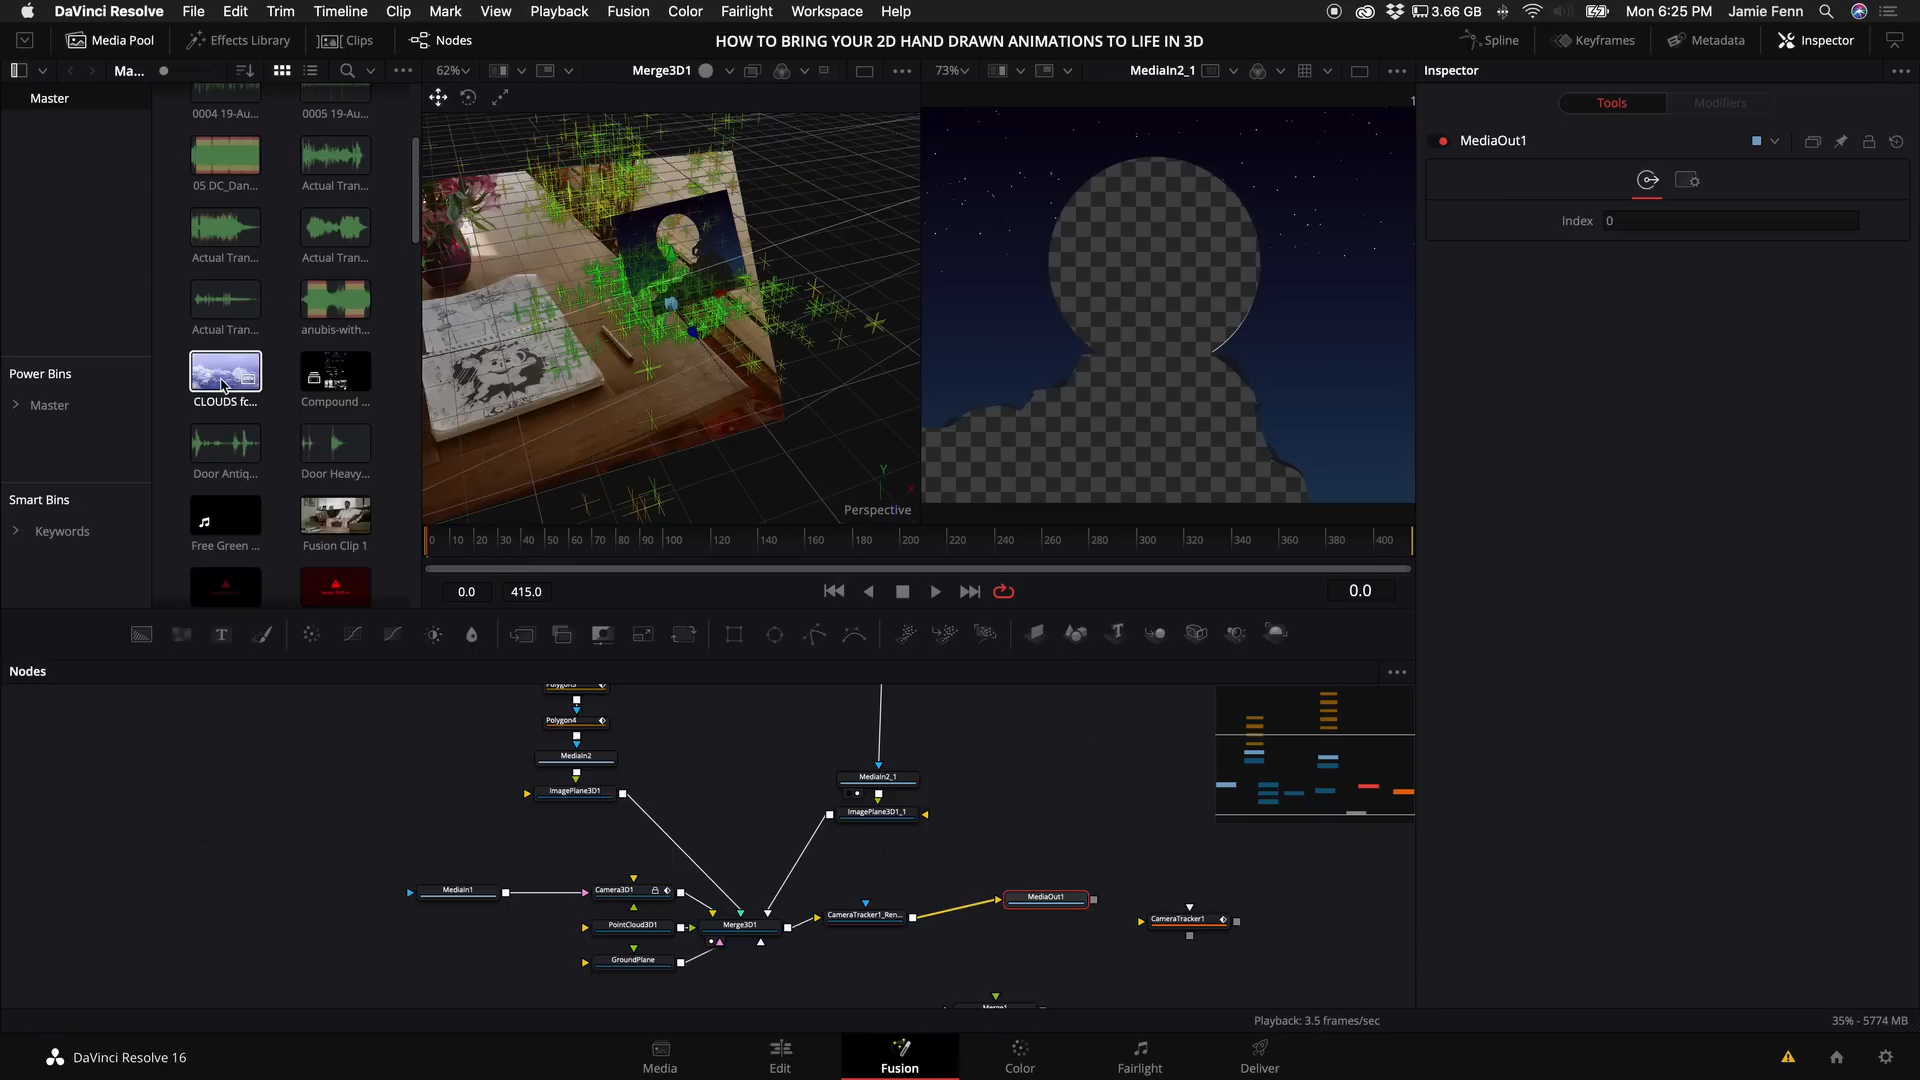 DaVinci Resolve File Edit Trim Timeline Clip Mark View Playback Fusion Color Fairlight Workspace Help 3.66 GB Mon 6:25 PM Jamie Fenn
Media Pool Effects Library Clips Nodes HOW TO BRING YOUR 2D HAND DRAWN ANIMATIONS TO LIFE IN 3D Spline Keyframes Metadata Inspector
Ma... 62% Merge3D1 73% MediaIn2_1 Inspector
Master
Power Bins
Master
Smart Bins
Keywords
0004 19-Au... 0005 19-Au...
05 DC_Dan... Actual Tran...
Actual Tran... Actual Tran...
Actual Tran... anubis-with...
CLOUDS fc... Compound ...
Door Antiq... Door Heavy...
Free Green ... Fusion Clip 1
Y
X
Perspective
1
Tools Modifiers
MediaOut1
Index 0
0 10 20 30 40 50 60 70 80 100 120 140 160 180 200 220 240 260 280 300 320 340 360 380 400
0.0 415.0 0.0
T T
Nodes
Polygon3
Polygon4
MediaIn2
ImagePlane3D1
MediaIn2_1
ImagePlane3D1_1
MediaIn1
Camera3D1
PointCloud3D1
GroundPlane
Merge3D1
CameraTracker1_Ren...
MediaOut1
CameraTracker1
Merge1
Playback: 3.5 frames/sec 35% - 5774 MB
DaVinci Resolve 16 Media Edit Fusion Color Fairlight Deliver